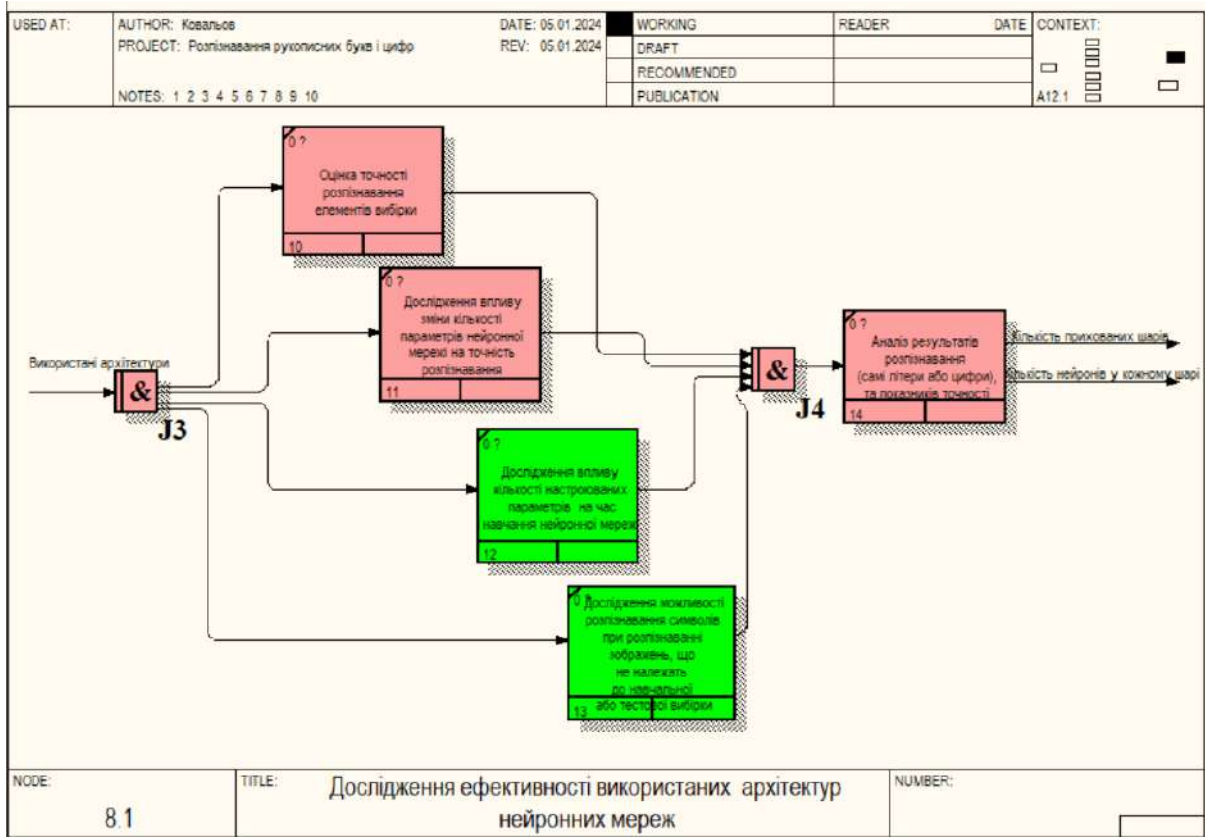 USED AT:
AUTHOR: Ковальов
DATE: 05.01.2024
PROJECT: Розпізнавання рукописних букв і цифр
REV: 05.01.2024
NOTES: 1 2 3 4 5 6 7 8 9 10
WORKING
DRAFT
RECOMMENDED
PUBLICATION
READER
DATE
CONTEXT:
A12.1
0 ?
Оцінка точності
розпізнавання
елементів вибірки
10
0 ?
Дослідження впливу
зміни кількості
параметрів нейронної
мережі на точність
розпізнавання
11
Використані архітектури
&
J3
0 ?
Дослідження впливу
кількості настроюваних
параметрів на час
навчання нейронної мереж
12
0 ?
Дослідження можливості
розпізнавання символів
при розпізнаванні
зображень, що
не належать
до навчальної
або тестової вибірки
13
&
J4
0 ?
Аналіз результатів
розпізнавання
(самі літери або цифри),
та показників точності
14
Кількість прихованих шарів
Кількість нейронів у кожному шарі
NODE:
8.1
TITLE:
Дослідження ефективності використаних архітектур
нейронних мереж
NUMBER: